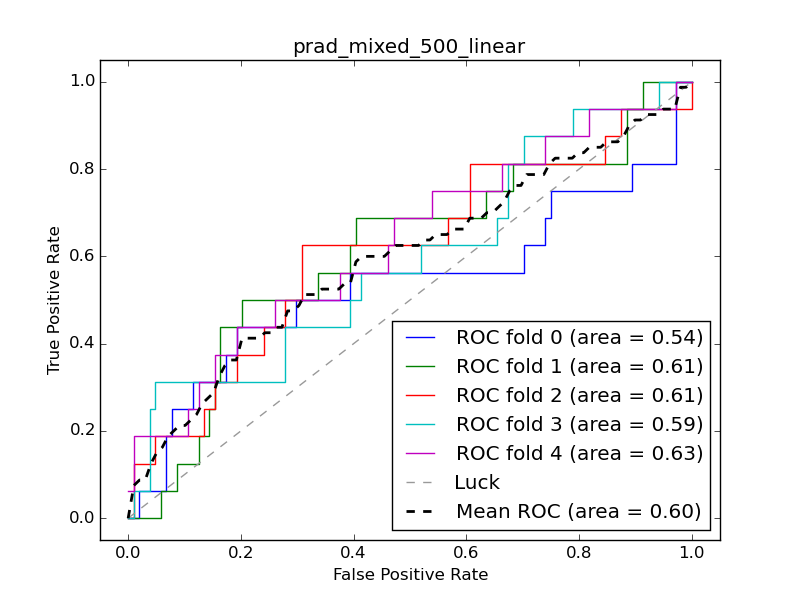 prad_mixed_500_linear
True Positive Rate
1.0
0.8
0.6
0.4
0.2
0.0
0.0 0.2 0.4 0.6 0.8 1.0
False Positive Rate
ROC fold 0 (area = 0.54)
ROC fold 1 (area = 0.61)
ROC fold 2 (area = 0.61)
ROC fold 3 (area = 0.59)
ROC fold 4 (area = 0.63)
Luck
Mean ROC (area = 0.60)